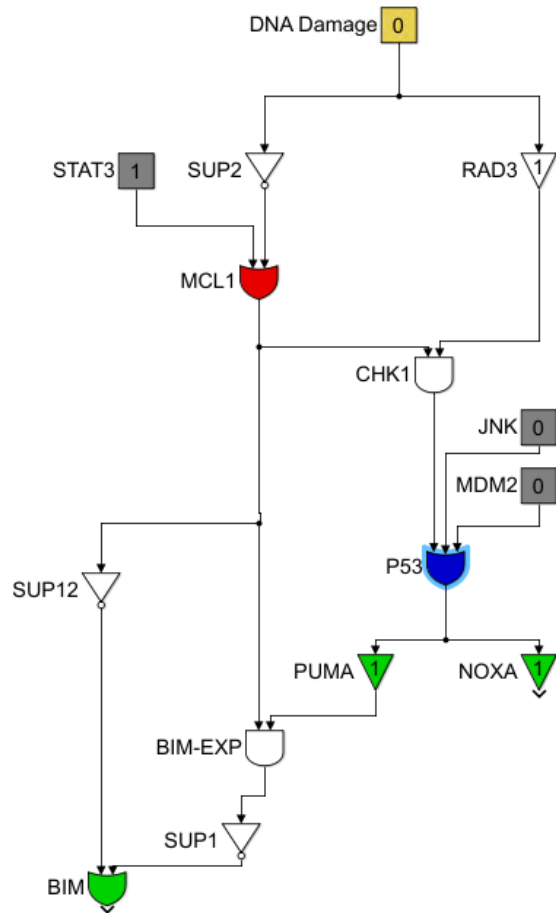 DNA Damage 0
STAT3 1
SUP2
RAD3 1
MCL1
CHK1
JNK 0
MDM2 0
P53
SUP12
PUMA 1
NOXA 1
BIM-EXP
SUP1
BIM